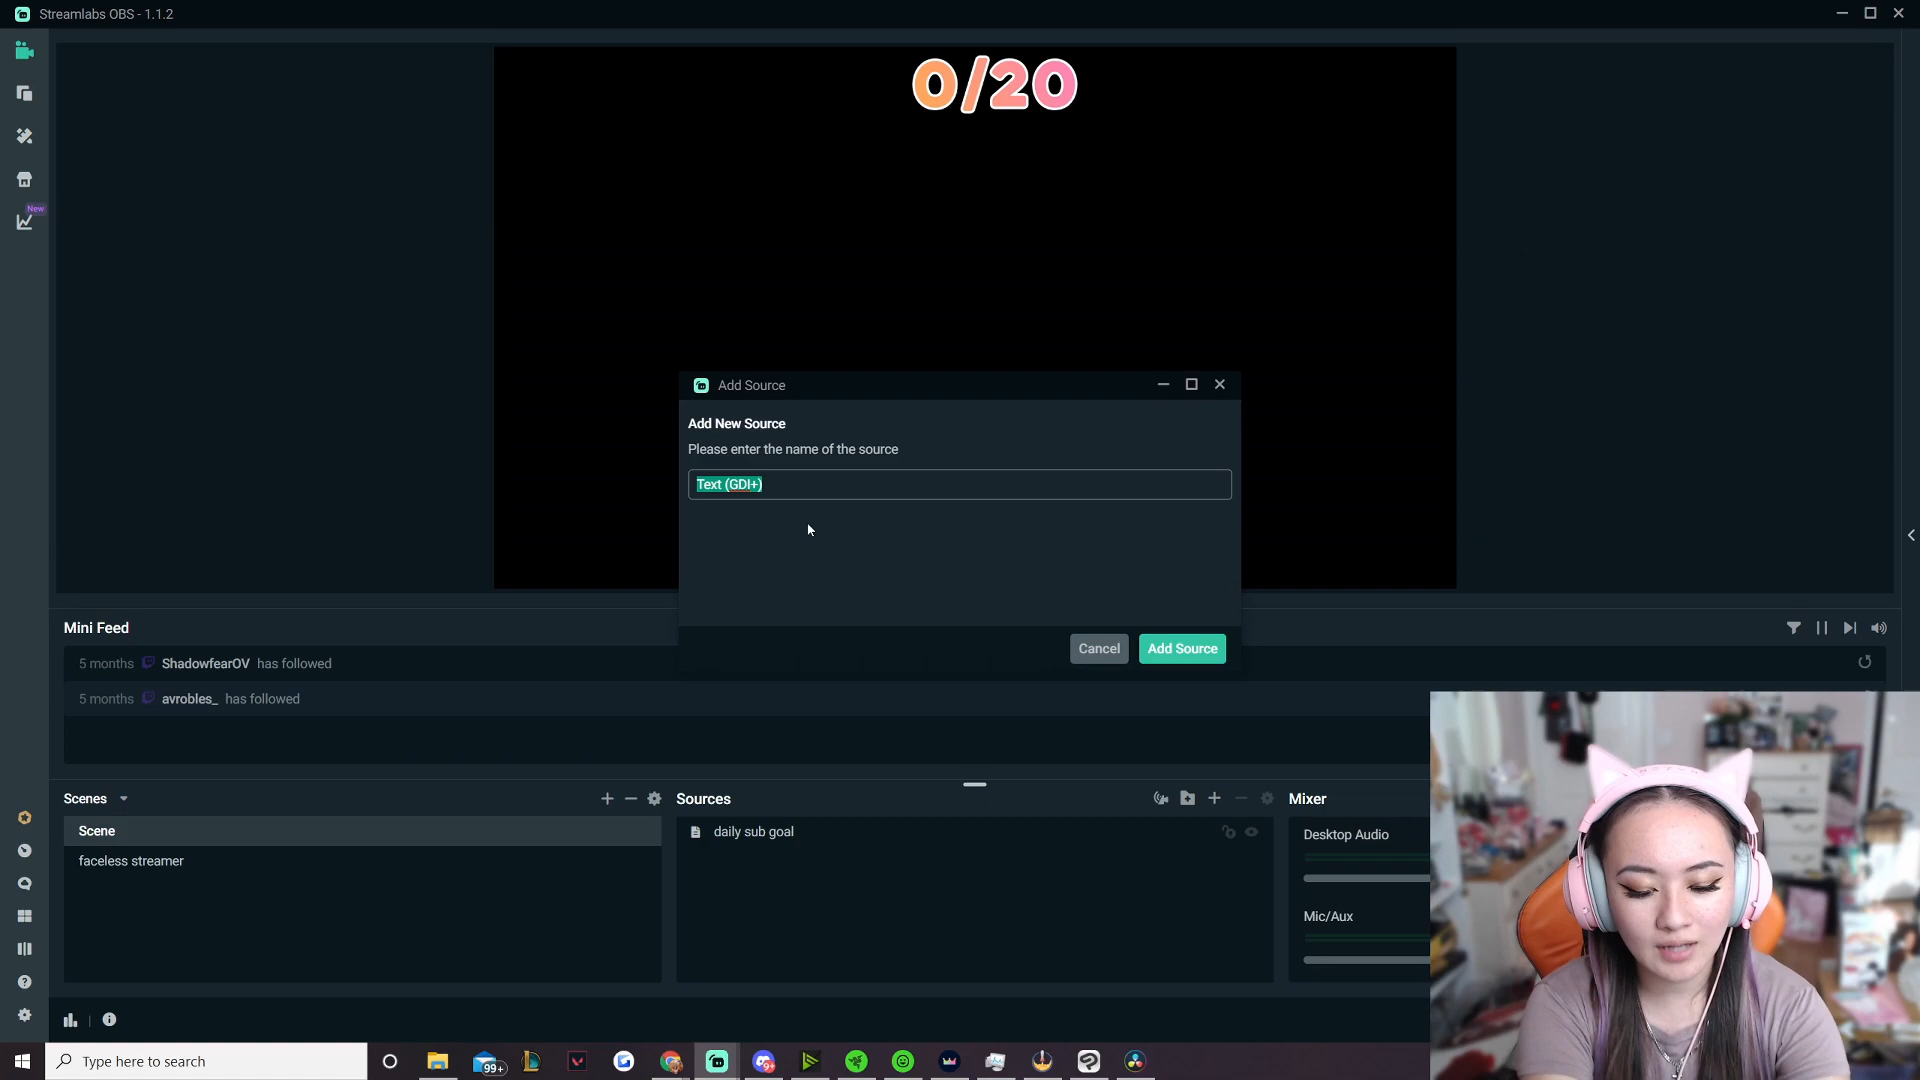 Streamlabs OBS - 1.1.2
0/20
New
Add Source
Add New Source
Please enter the name of the source
Text (GDI+)
Cancel
Add Source
Mini Feed
5 months ShadowfearOV has followed
5 months avrobles_ has followed
Scenes
Scene
faceless streamer
Sources
daily sub goal
Mixer
Desktop Audio
Mic/Aux
Type here to search
99+
9+